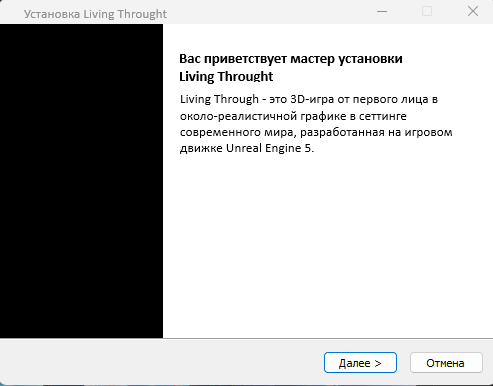 Установка Living Throught
Вас приветствует мастер установки
Living Throught
Living Through - это 3D-игра от первого лица в
около-реалистичной графике в сеттинге
современного мира, разработанная на игровом
движке Unreal Engine 5.
Далее >
Отмена